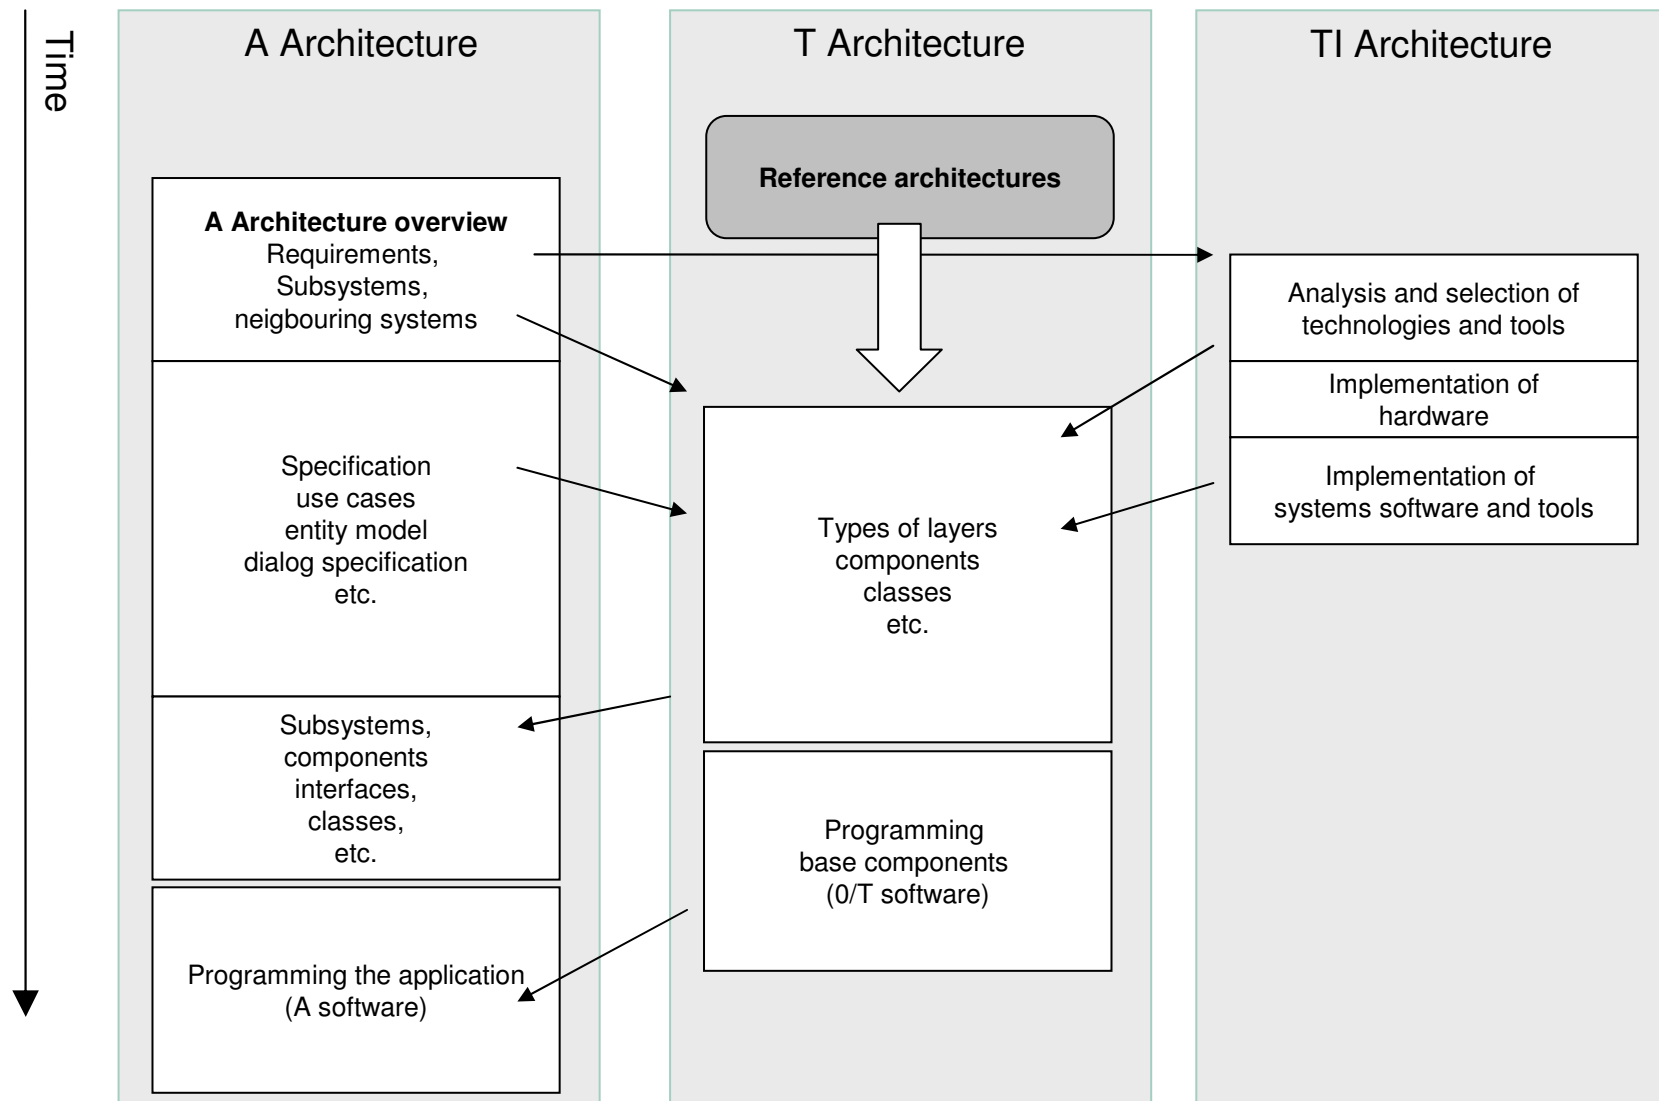 Time
A Architecture
A Architecture overview
Requirements,
Subsystems,
neigbouring systems
Specification
use cases
entity model
dialog specification
etc.
Subsystems,
components
interfaces,
classes,
etc.
Programming the application
(A software)
T Architecture
Reference architectures
Types of layers
components
classes
etc.
Programming
base components
(0/T software)
TI Architecture
Analysis and selection of
technologies and tools
Implementation of
hardware
Implementation of
systems software and tools